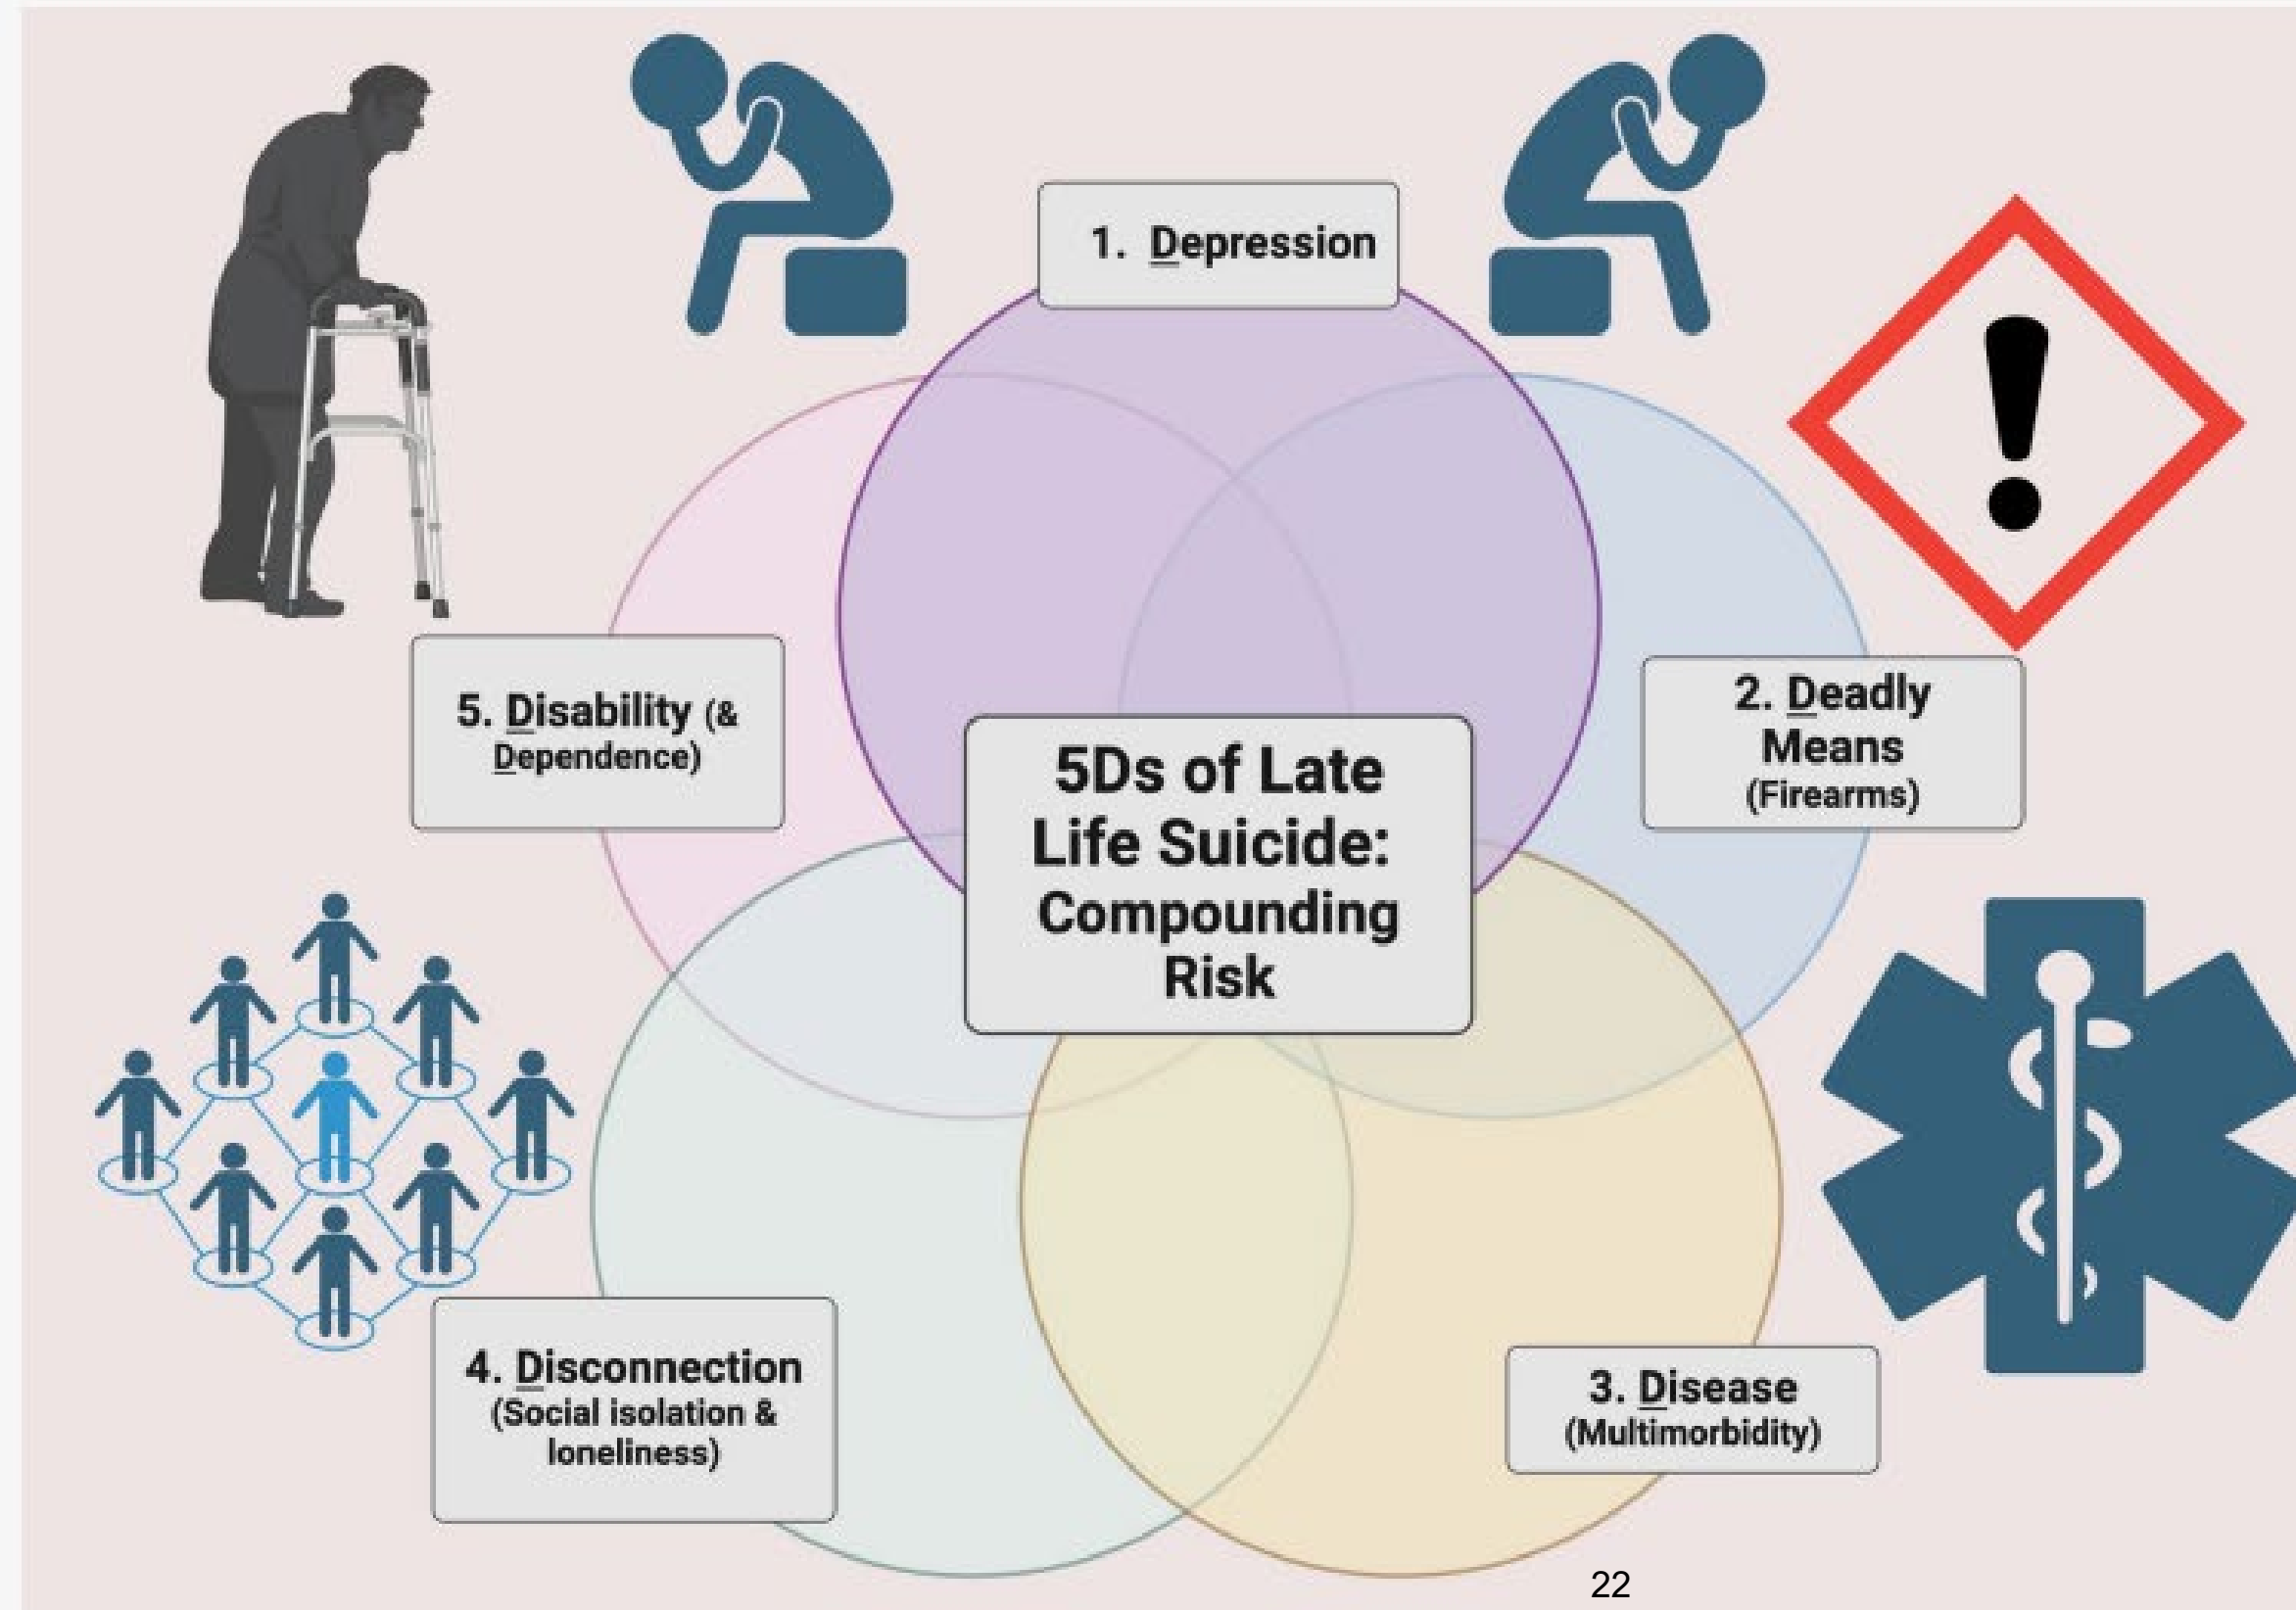 1. Depression
5. Disability (&
Dependence)
2. Deadly
Means
(Firearms)
5Ds of Late
Life Suicide:
Compounding
Risk
4. Disconnection
(Social isolation &
loneliness)
3. Disease
(Multimorbidity)
22